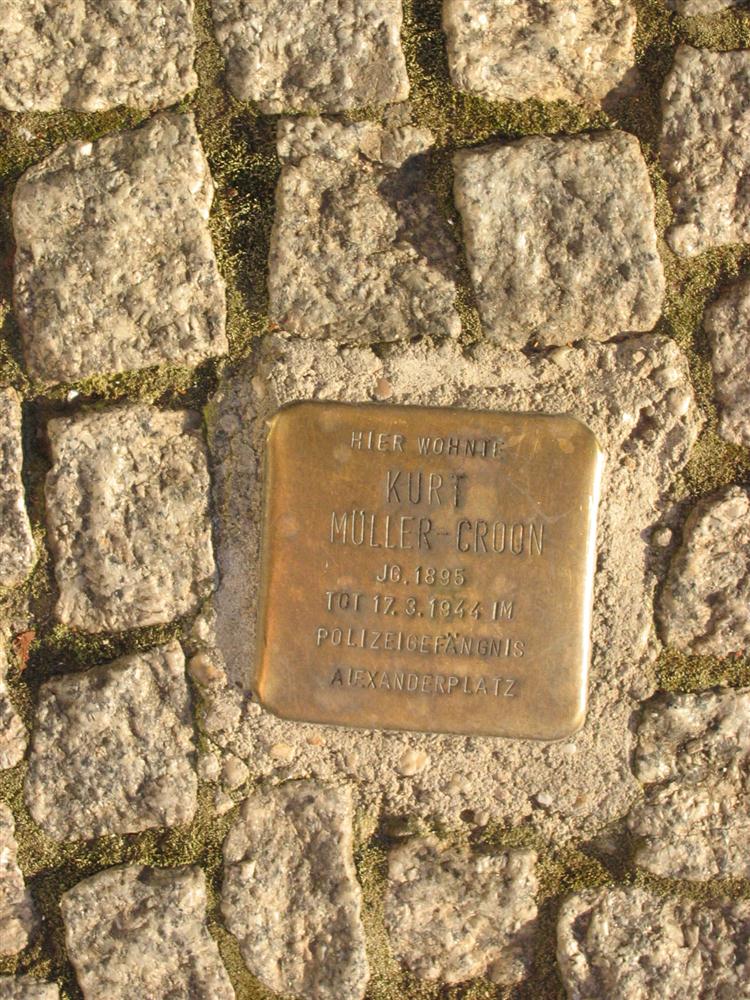 HIER WOHNTE
KURT
MÜLLER-CROON
JG. 1895
TOT 17.3.1944 IM
POLIZEIGEFÄNGNIS
ALEXANDERPLATZ